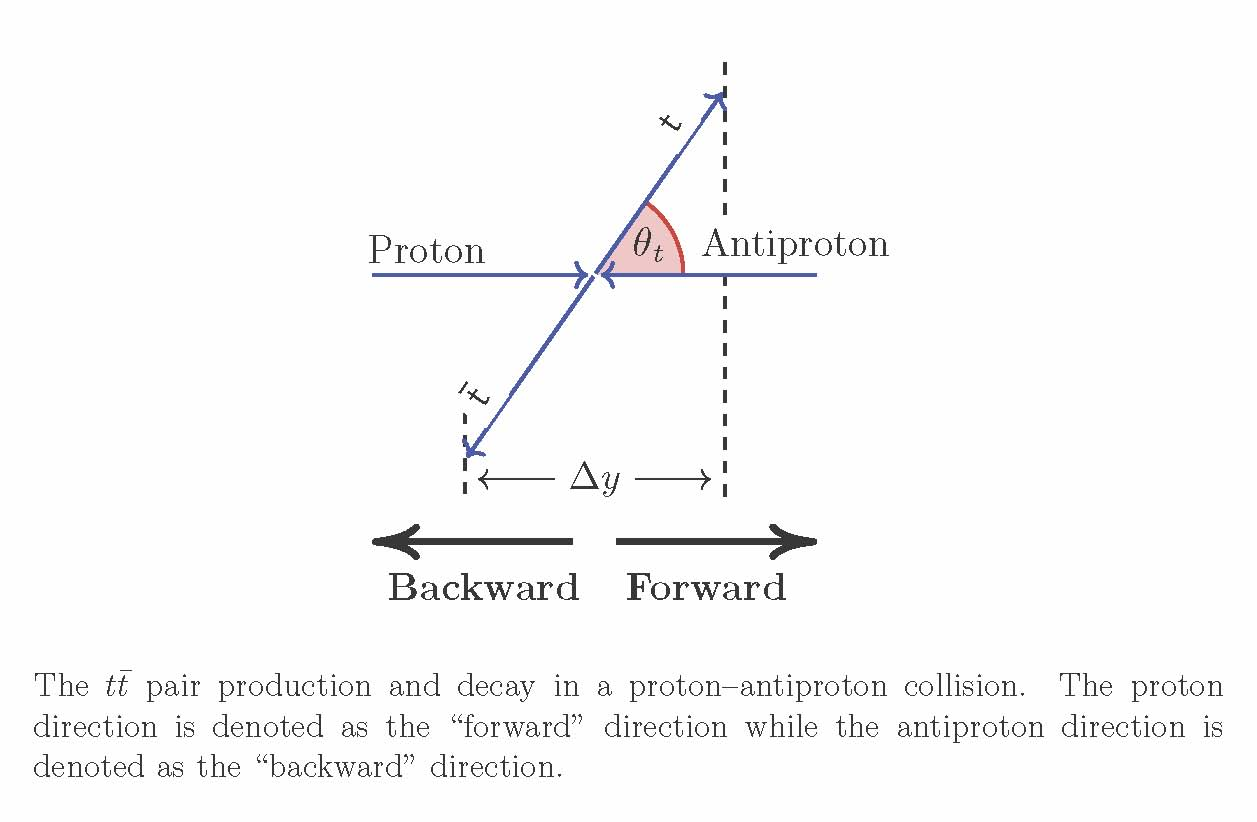 t
Proton
θt
Antiproton
t̄
Δy
Backward Forward
The tt̄ pair production and decay in a proton–antiproton collision. The proton
direction is denoted as the “forward” direction while the antiproton direction is
denoted as the “backward” direction.